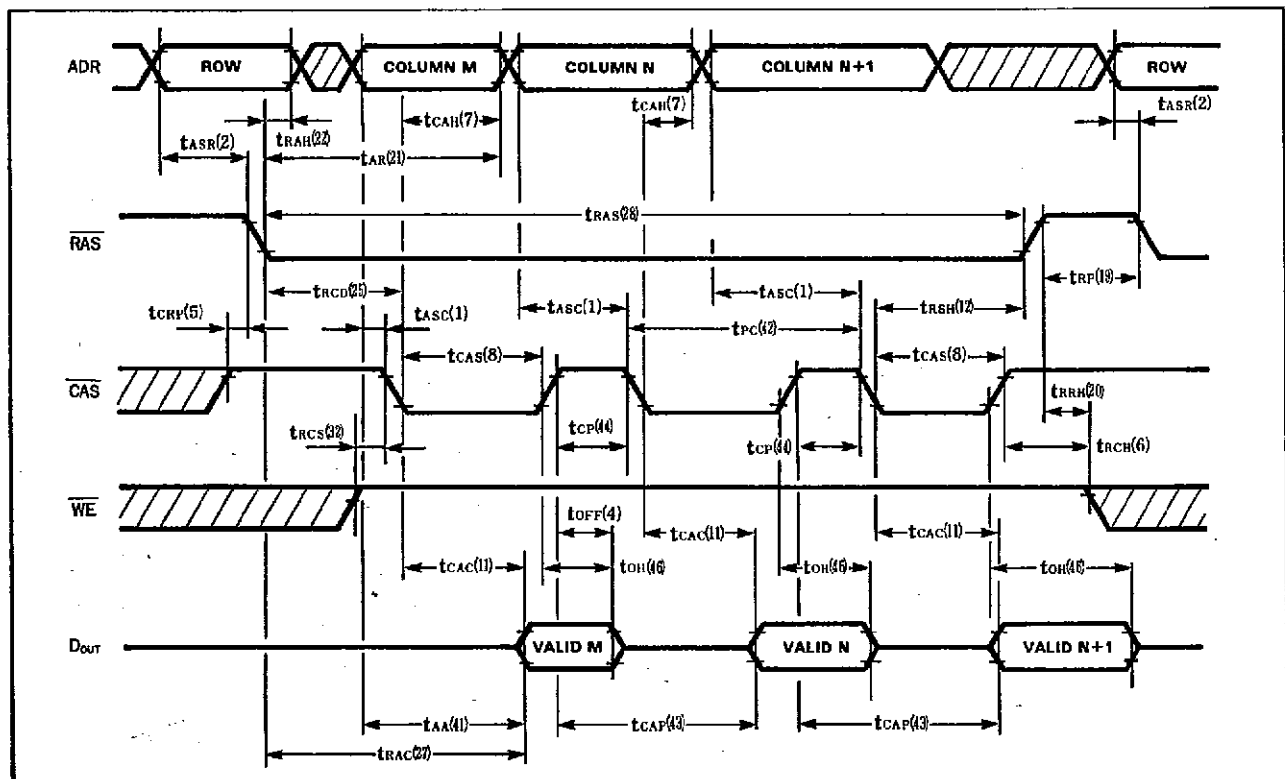 ADR ROW COLUMN M COLUMN N COLUMN N+1 ROW
tCAH(7) tCAH(7) tASR(2)
tASR(2) tRAH(22)
tAR(21)
RAS tRAS(28)
tRCD(25) tRP(19)
tCRP(5) tASC(1) tASC(1) tASC(1) tRSH(12)
tPC(42)
CAS tCAS(8) tCAS(8)
tRRH(20)
tRCS(32) tCP(44) tCP(44) tRCH(6)
WE
tOFF(4)
tCAC(11) tCAC(11)
tCAC(11) tOH(46) tOH(46) tOH(46)
DOUT VALID M VALID N VALID N+1
tAA(41) tCAP(43) tCAP(43)
tRAC(27)